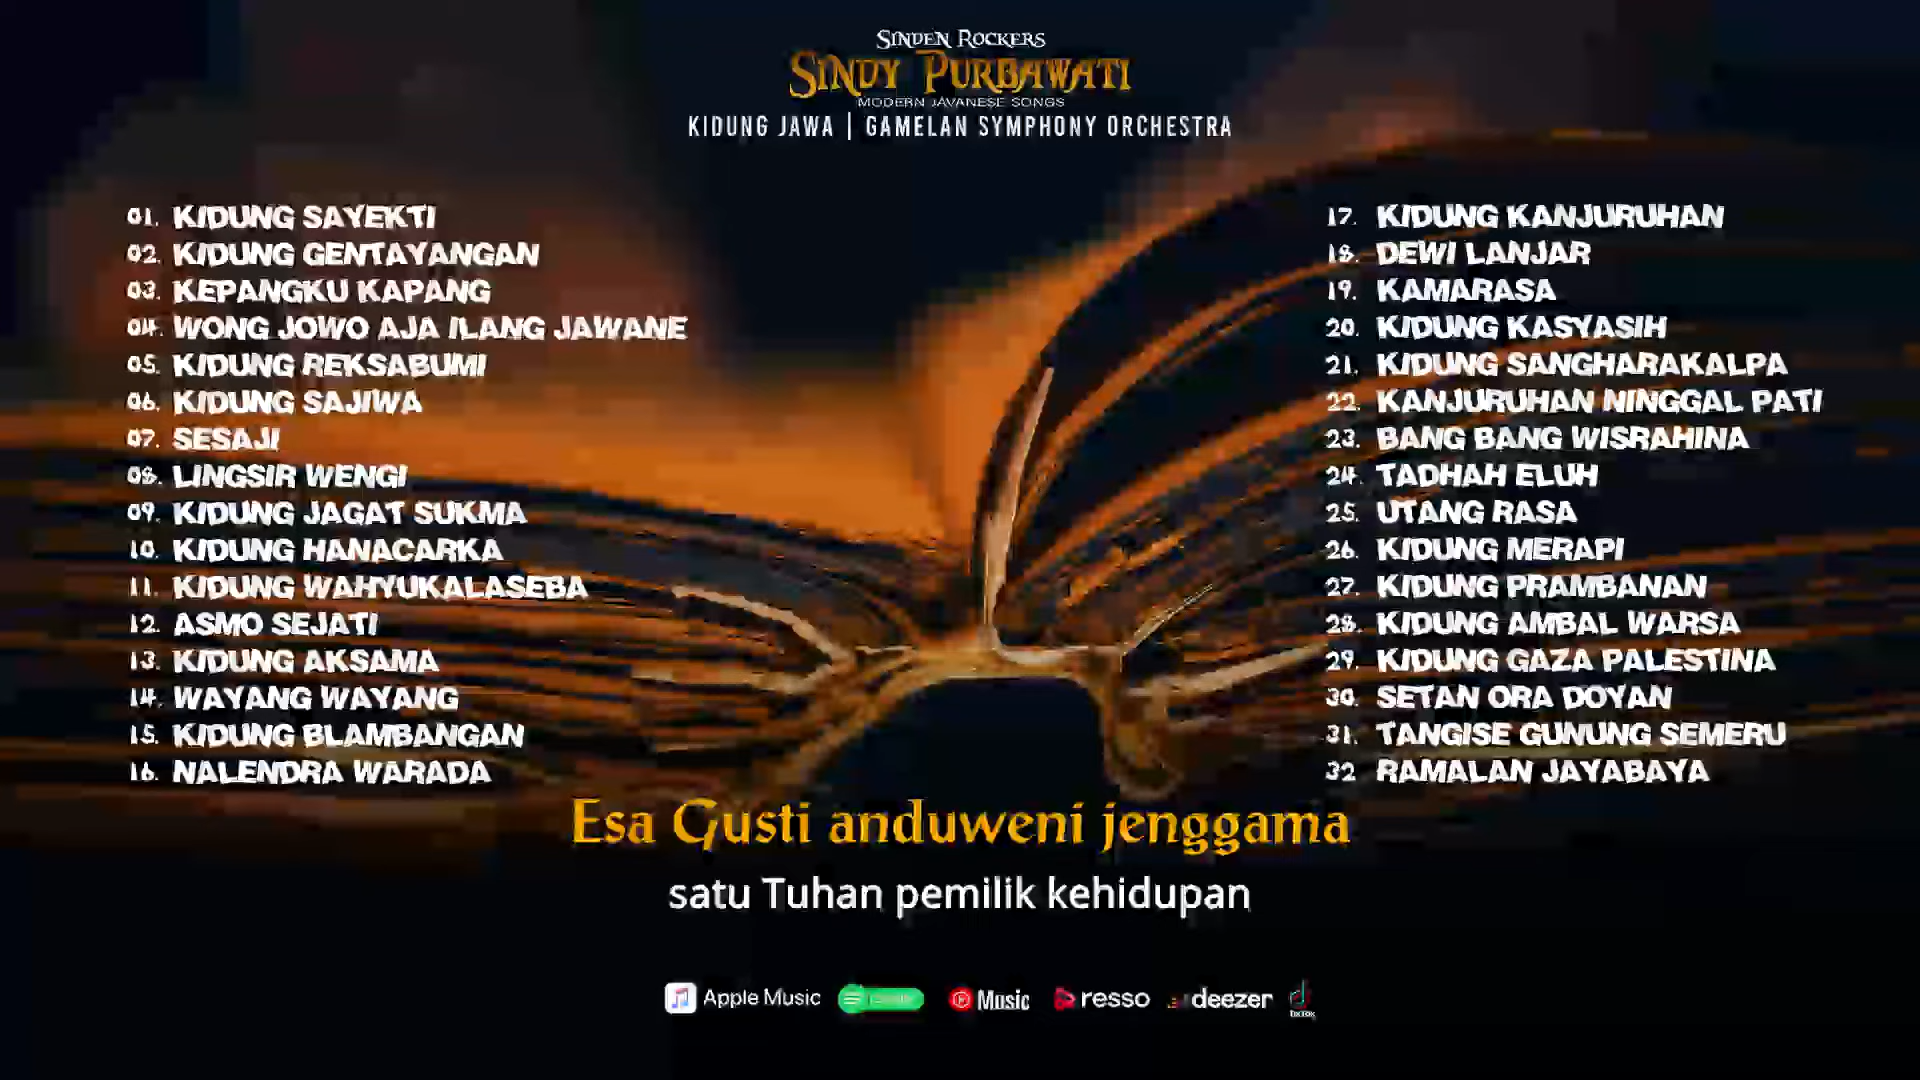 SINDEN ROCKERS
SINDY PURBAWATI
MODERN JAVANESE SONGS
KIDUNG JAWA | GAMELAN SYMPHONY ORCHESTRA
01. KIDUNG SAYEKTI
02. KIDUNG GENTAYANGAN
03. KEPANGKU KAPANG
04. WONG JOWO AJA ILANG JAWANE
05. KIDUNG REKSABUMI
06. KIDUNG SAJIWA
07. SESAJI
08. LINGSIR WENGI
09. KIDUNG JAGAT SUKMA
10. KIDUNG HANACARKA
11. KIDUNG WAHYUKALASEBA
12. ASMO SEJATI
13. KIDUNG AKSAMA
14. WAYANG WAYANG
15. KIDUNG BLAMBANGAN
16. NALENDRA WARADA
17. KIDUNG KANJURUHAN
18. DEWI LANJAR
19. KAMARASA
20. KIDUNG KASYASIH
21. KIDUNG SANGHARAKALPA
22. KANJURUHAN NINGGAL PATI
23. BANG BANG WISRAHINA
24. TADHAH ELUH
25. UTANG RASA
26. KIDUNG MERAPI
27. KIDUNG PRAMBANAN
28. KIDUNG AMBAL WARSA
29. KIDUNG GAZA PALESTINA
30. SETAN ORA DOYAN
31. TANGISE GUNUNG SEMERU
32 RAMALAN JAYABAYA
Esa Gusti anduweni jenggama
satu Tuhan pemilik kehidupan
Apple Music
Music
resso
deezer
TikTok